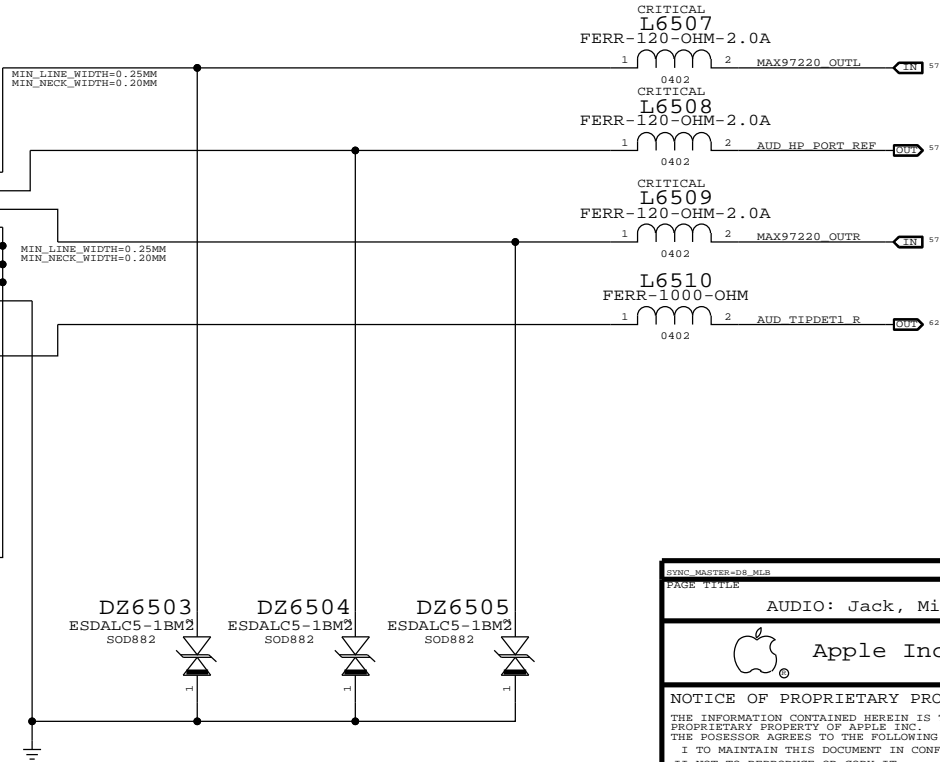 CRITICAL
L6507
FERR-120-OHM-2.0A
1
2
MAX97220_OUTL
IN
57
0402
MIN_LINE_WIDTH=0.25MM
MIN_NECK_WIDTH=0.20MM
CRITICAL
L6508
FERR-120-OHM-2.0A
1
2
AUD_HP_PORT_REF
OUT
57
0402
CRITICAL
L6509
FERR-120-OHM-2.0A
1
2
MAX97220_OUTR
IN
57
0402
MIN_LINE_WIDTH=0.25MM
MIN_NECK_WIDTH=0.20MM
L6510
FERR-1000-OHM
1
2
AUD_TIPDET1_R
OUT
62
0402
DZ6503
ESDALC5-1BM2
SOD882
2
1
DZ6504
ESDALC5-1BM2
SOD882
2
1
DZ6505
ESDALC5-1BM2
SOD882
2
1
SYNC_MASTER=D8_MLB
PAGE TITLE
AUDIO: Jack, Mi
Apple Inc
®
NOTICE OF PROPRIETARY PRO
THE INFORMATION CONTAINED HEREIN IS
PROPRIETARY PROPERTY OF APPLE INC.
THE POSESSOR AGREES TO THE FOLLOWING
I TO MAINTAIN THIS DOCUMENT IN CONF